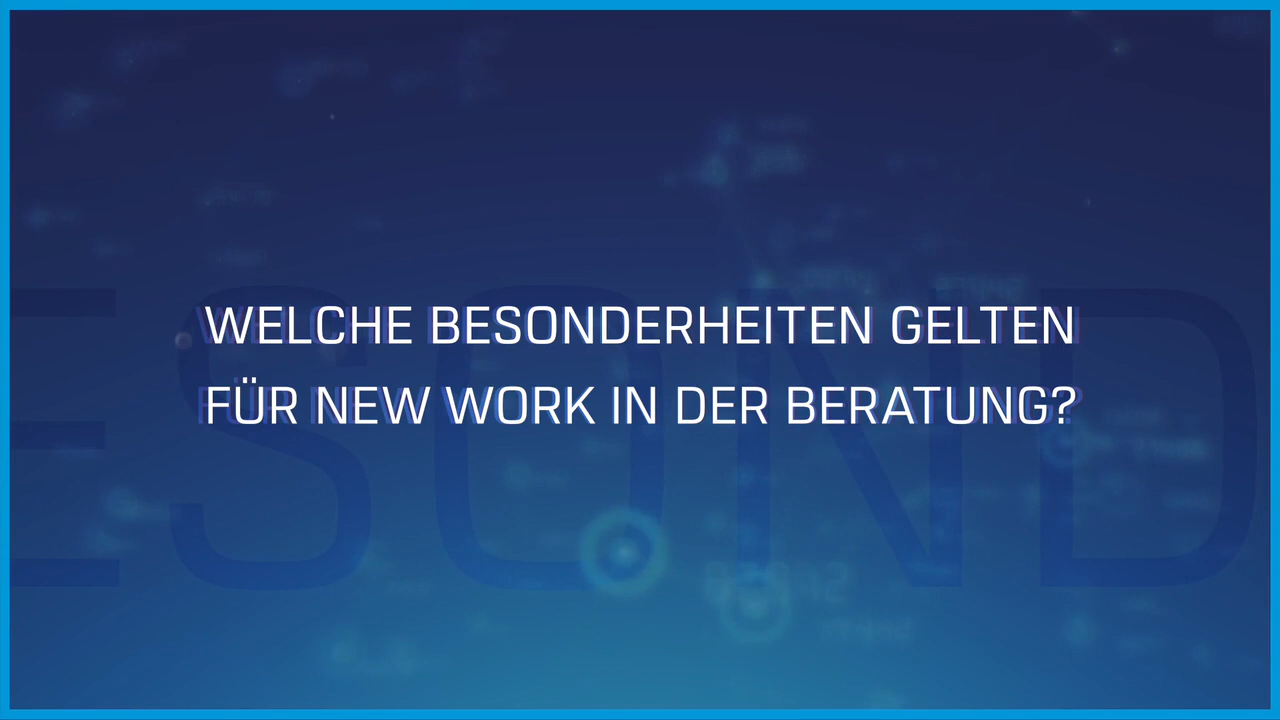 WELCHE BESONDERHEITEN GELTEN
FÜR NEW WORK IN DER BERATUNG?